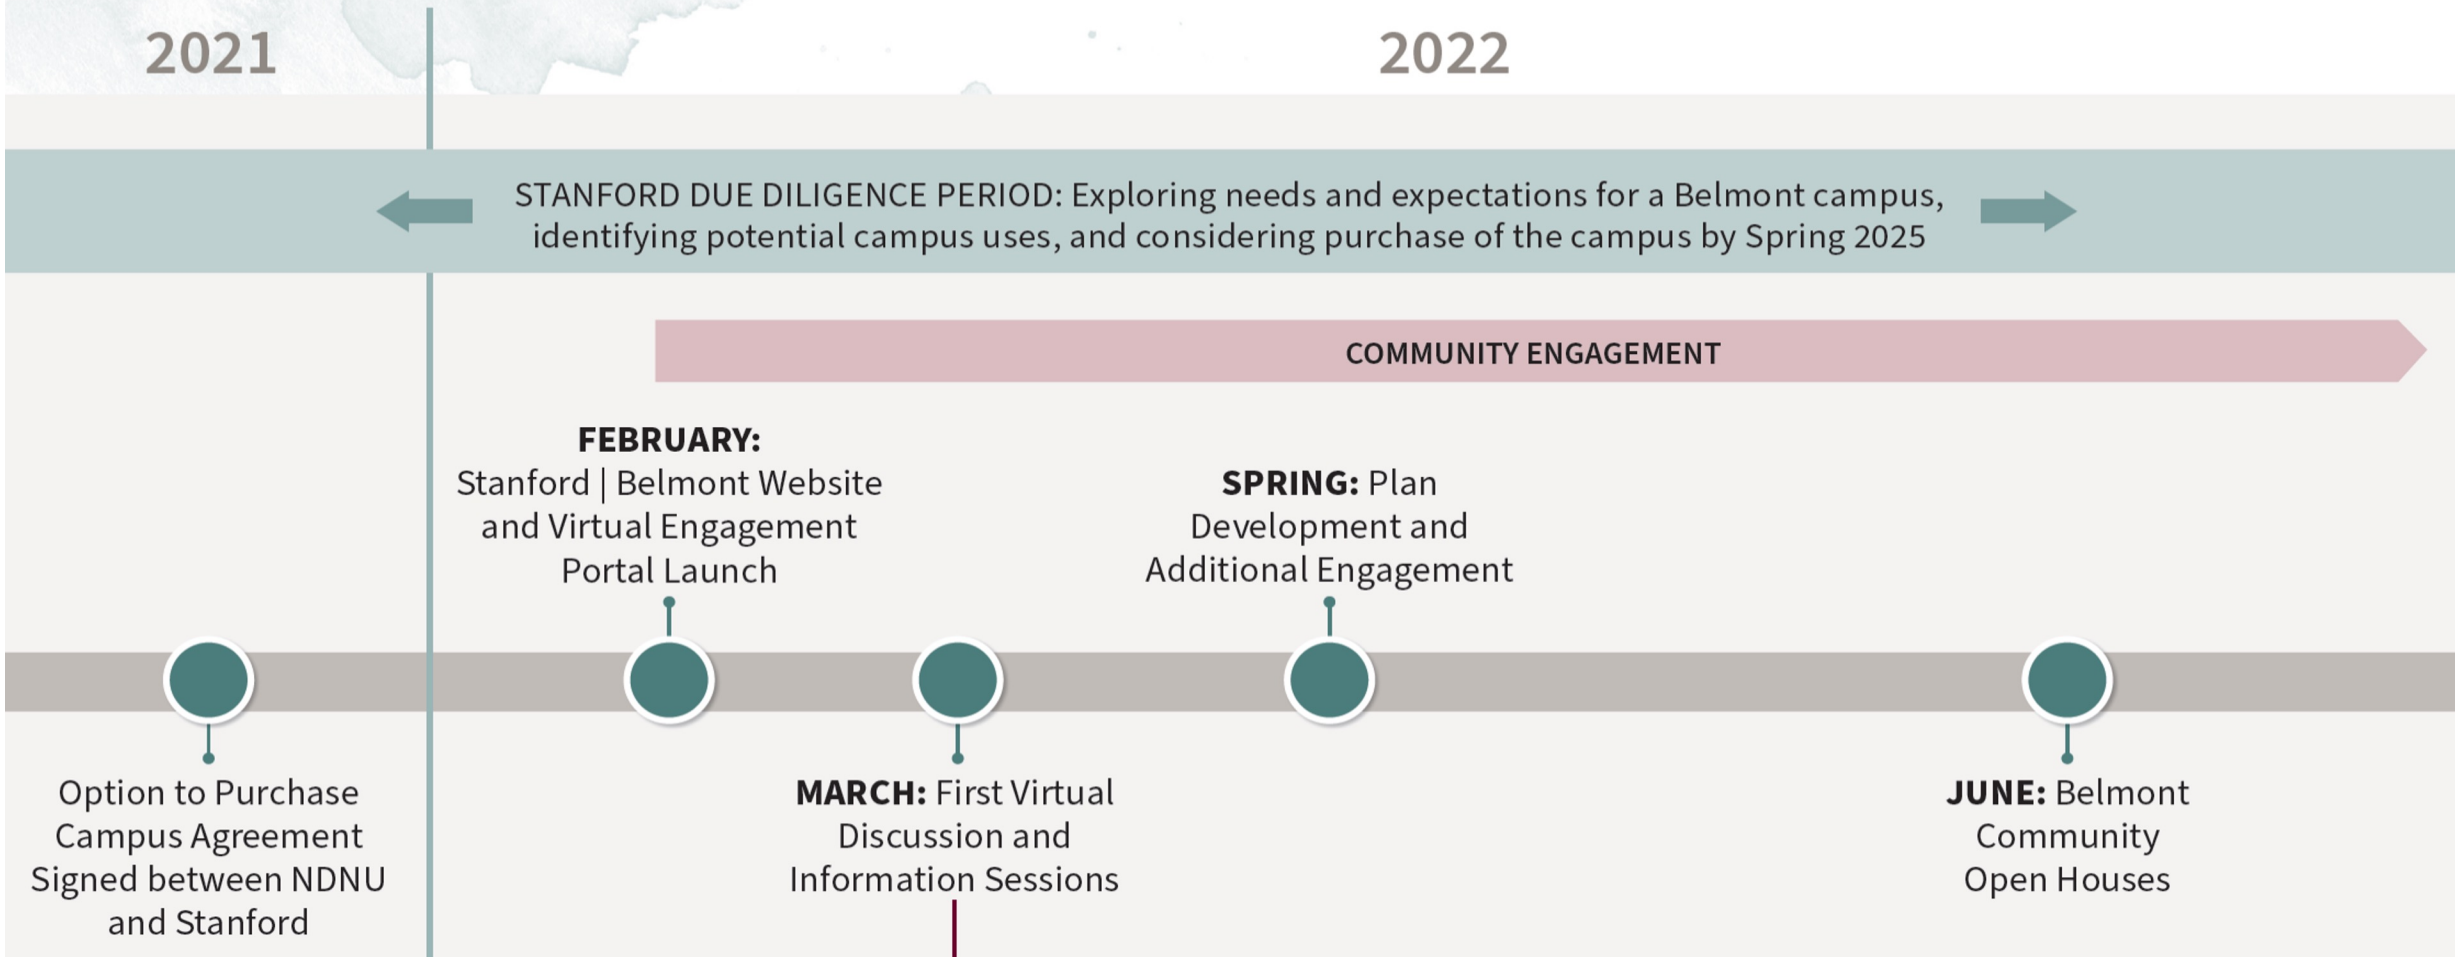 2021
2022
STANFORD DUE DILIGENCE PERIOD: Exploring needs and expectations for a Belmont campus,
identifying potential campus uses, and considering purchase of the campus by Spring 2025
COMMUNITY ENGAGEMENT
FEBRUARY:
Stanford | Belmont Website
and Virtual Engagement
Portal Launch
SPRING: Plan
Development and
Additional Engagement
Option to Purchase
Campus Agreement
Signed between NDNU
and Stanford
MARCH: First Virtual
Discussion and
Information Sessions
JUNE: Belmont
Community
Open Houses